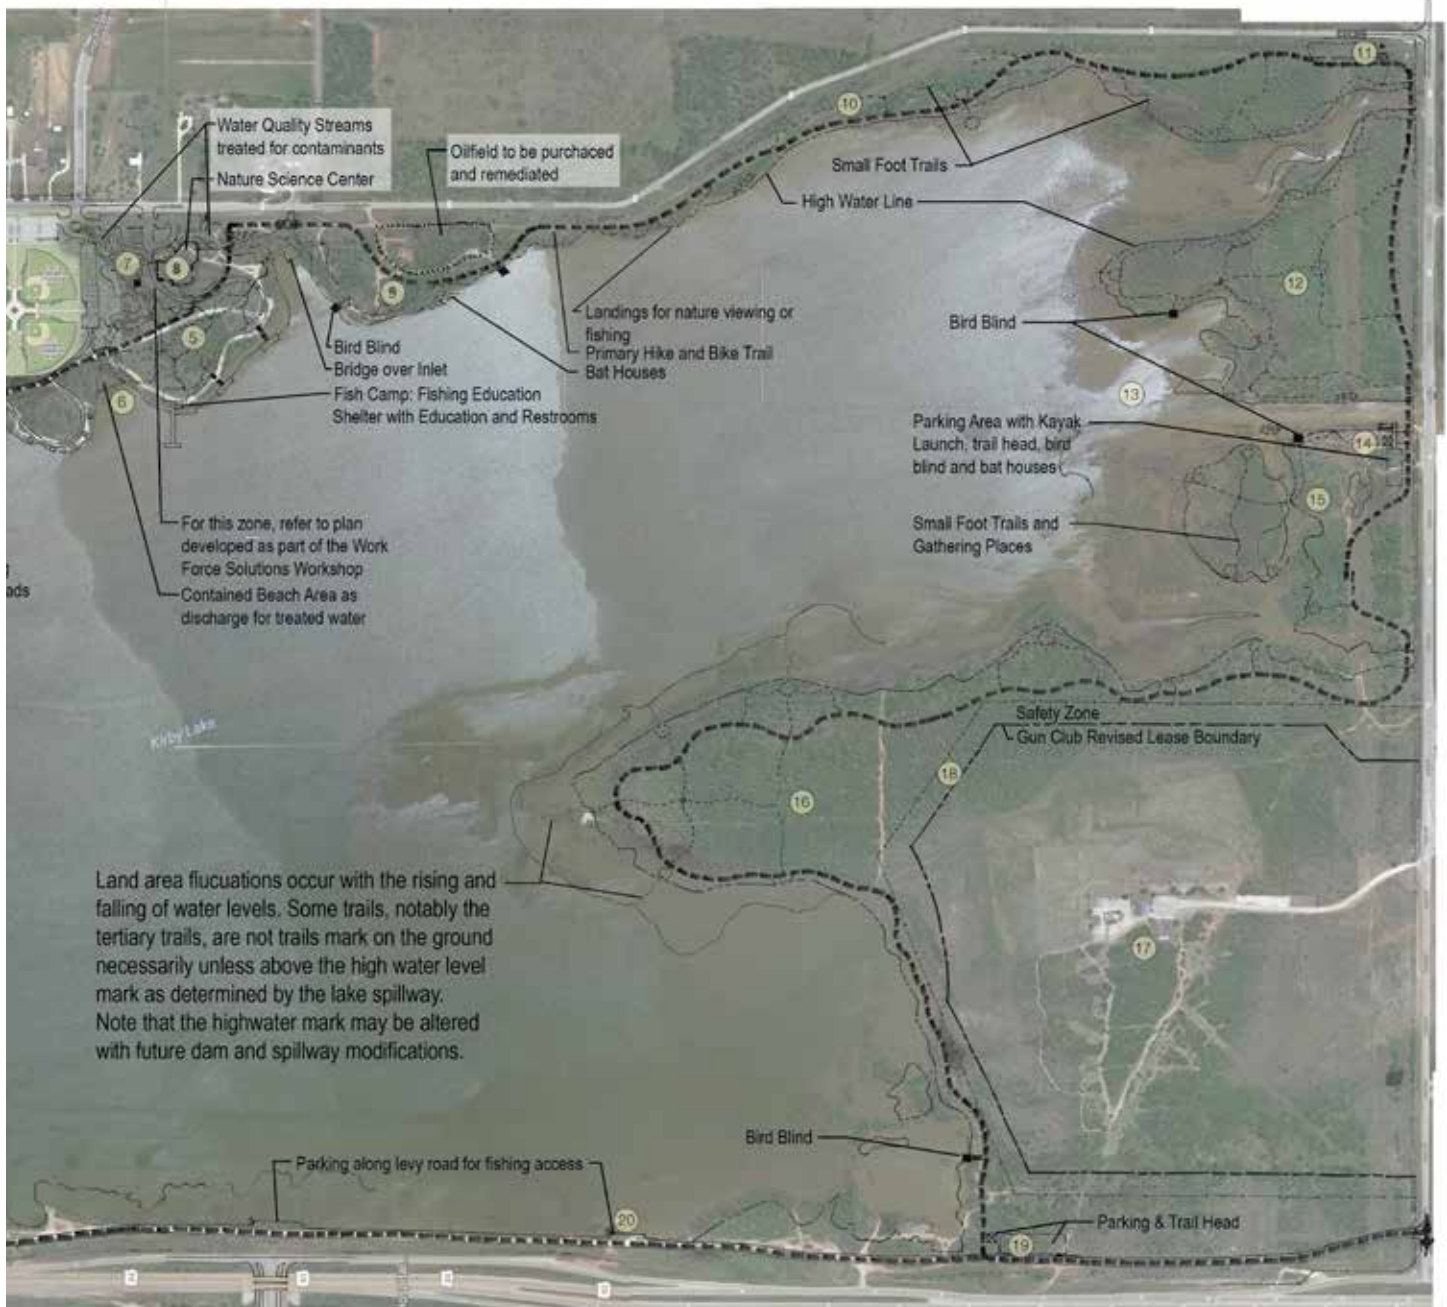 Water Quality Streams
treated for contaminants
Nature Science Center
Oilfield to be purchaced
and remediated
Small Foot Trails
High Water Line
10
11
12
7
8
9
5
6
Landings for nature viewing or
fishing
Primary Hike and Bike Trail
Bat Houses
Bird Blind
Bridge over Inlet
Fish Camp: Fishing Education
Shelter with Education and Restrooms
Bird Blind
13
Parking Area with Kayak
Launch, trail head, bird
blind and bat houses
14
15
Small Foot Trails and
Gathering Places
For this zone, refer to plan
developed as part of the Work
Force Solutions Workshop
Contained Beach Area as
discharge for treated water
ads
Kirby Lake
Safety Zone
Gun Club Revised Lease Boundary
18
16
17
Land area flucuations occur with the rising and
falling of water levels. Some trails, notably the
tertiary trails, are not trails mark on the ground
necessarily unless above the high water level
mark as determined by the lake spillway.
Note that the highwater mark may be altered
with future dam and spillway modifications.
Bird Blind
Parking along levy road for fishing access
20
Parking & Trail Head
19